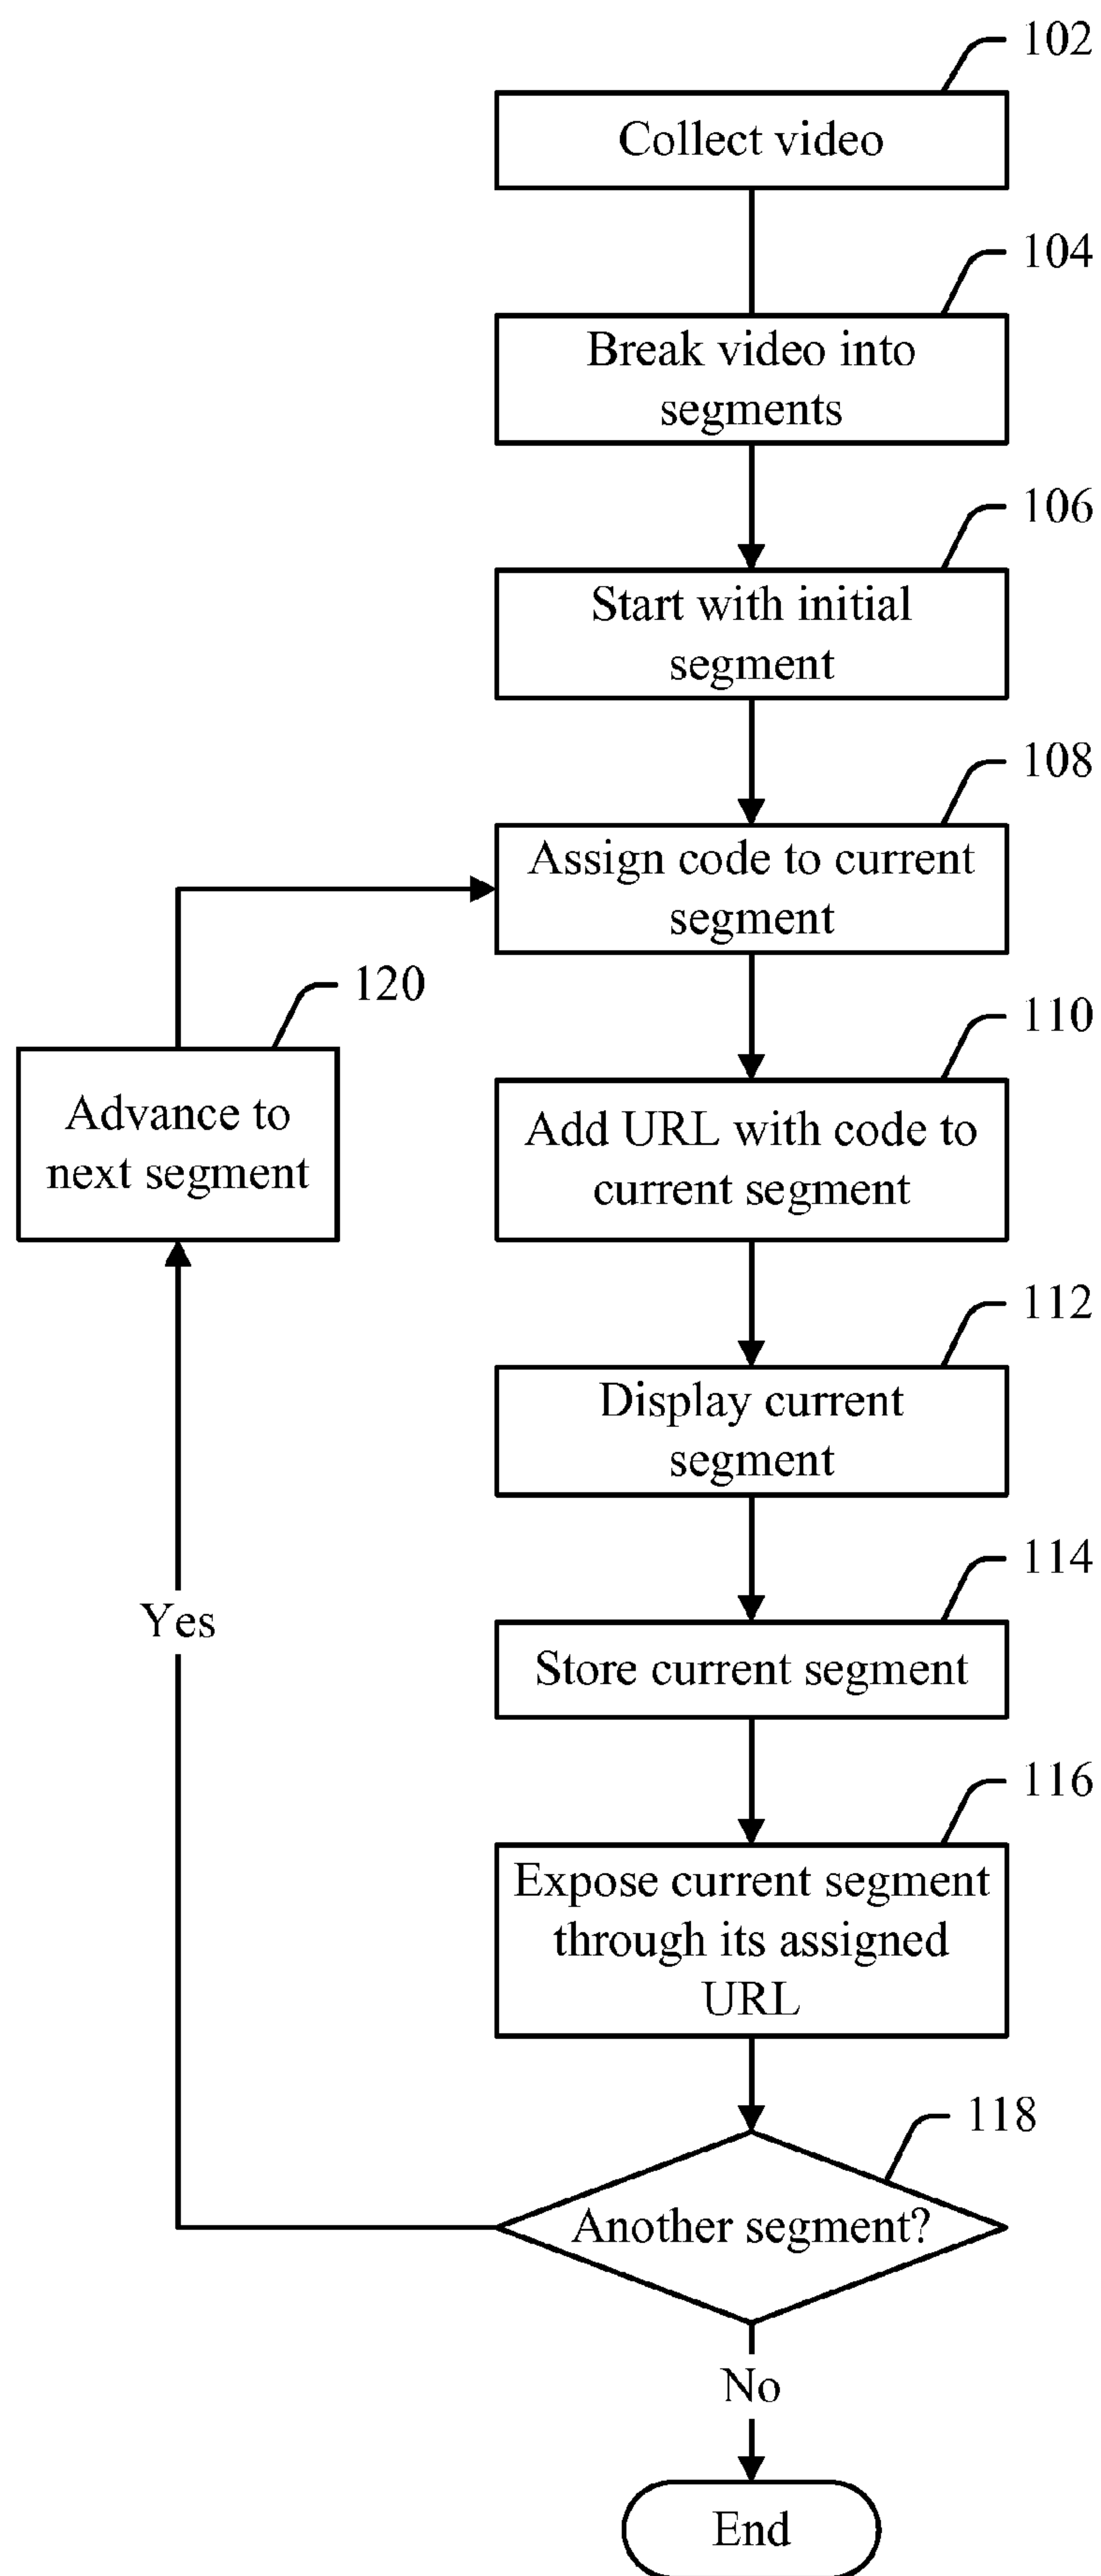 102
Collect video
104
Break video into
segments
106
Start with initial
segment
108
Assign code to current
segment
120
Advance to
next segment
110
Add URL with code to
current segment
112
Display current
segment
114
Store current segment
Yes
116
Expose current segment
through its assigned
URL
118
Another segment?
No
End